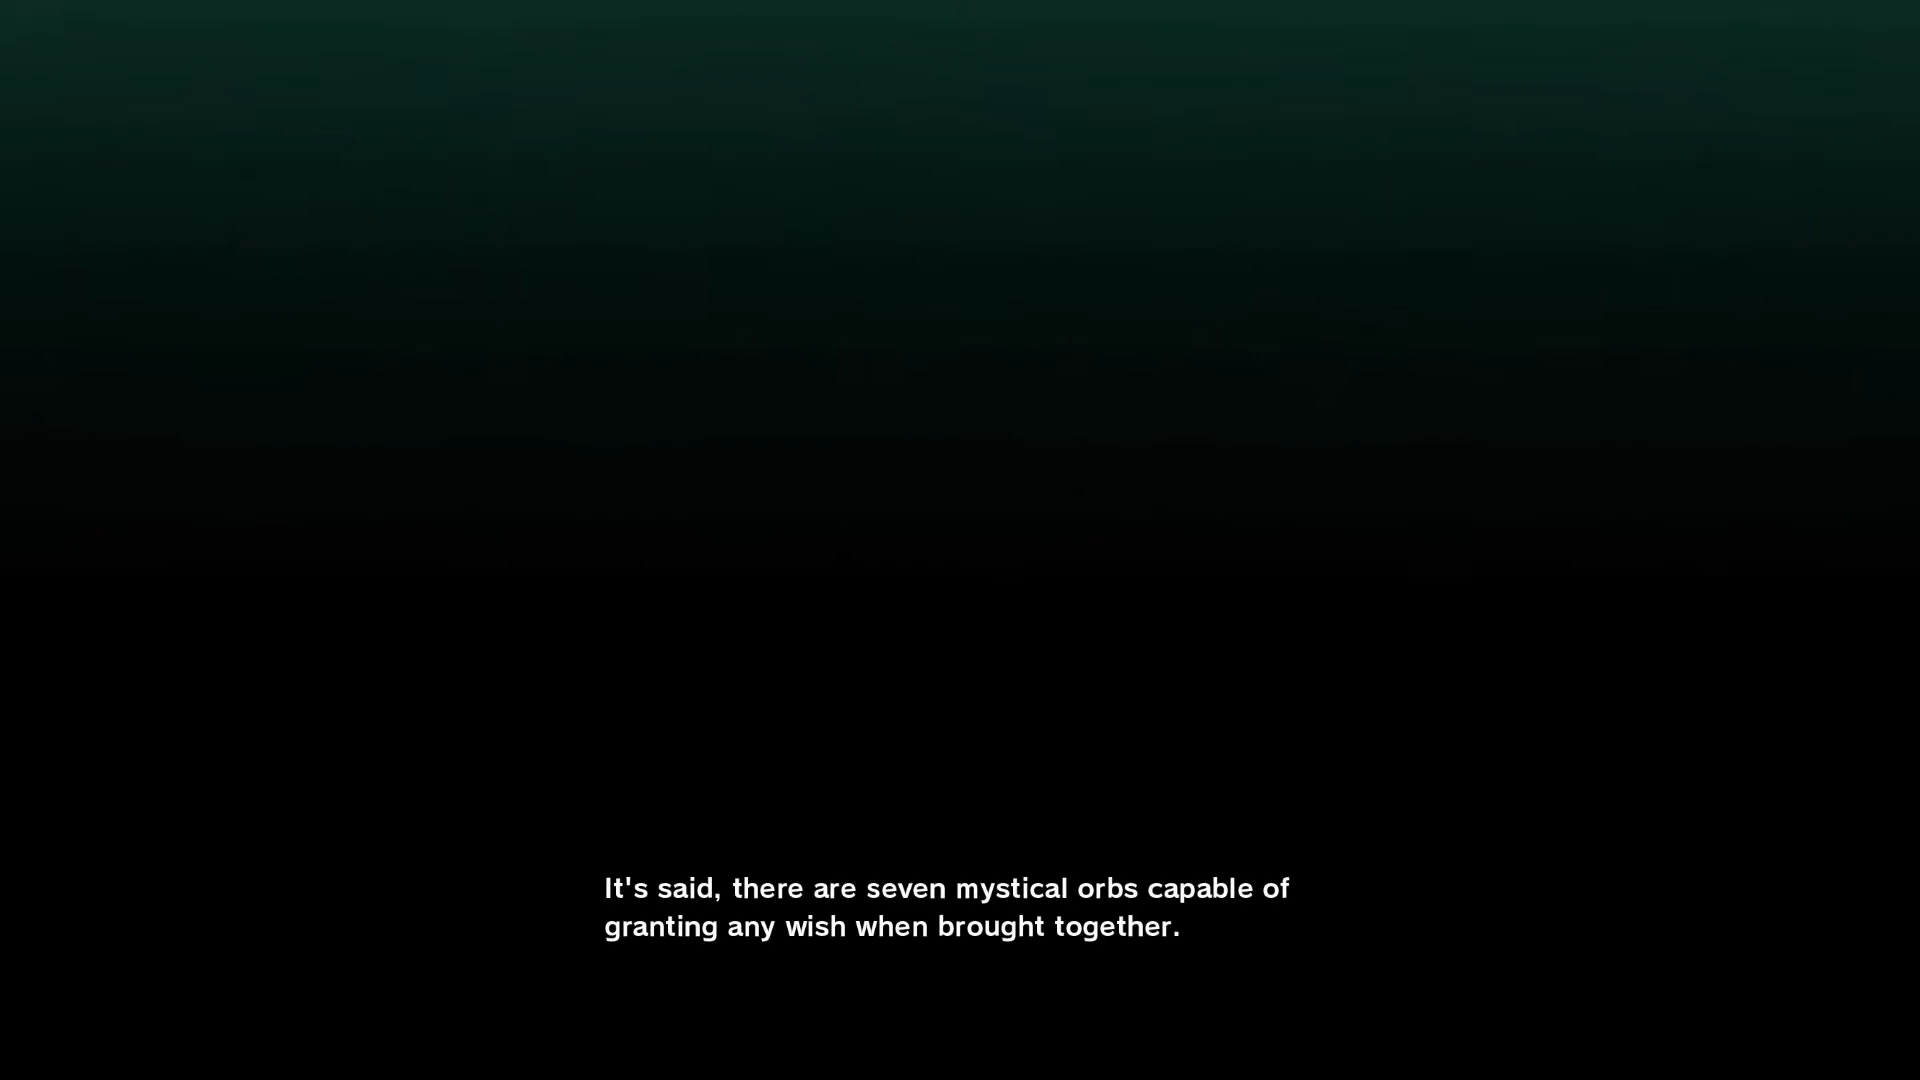 It's said, there are seven mystical orbs capable of
granting any wish when brought together.